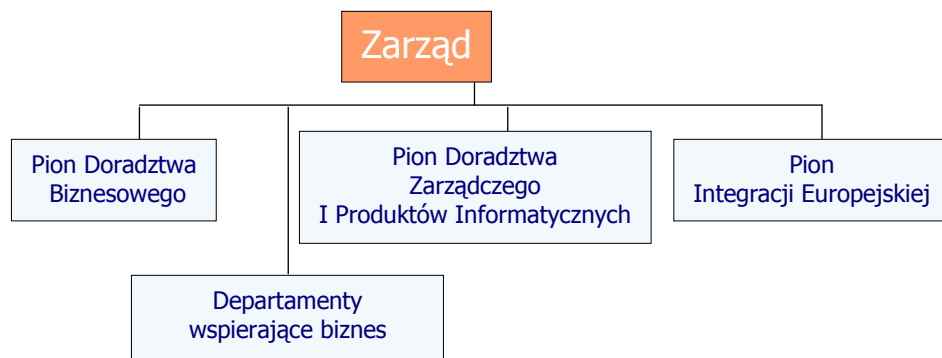 Zarząd
Pion Doradztwa
Biznesowego
Pion Doradztwa
Zarządczego
I Produktów Informatycznych
Pion
Integracji Europejskiej
Departamenty
wspierające biznes